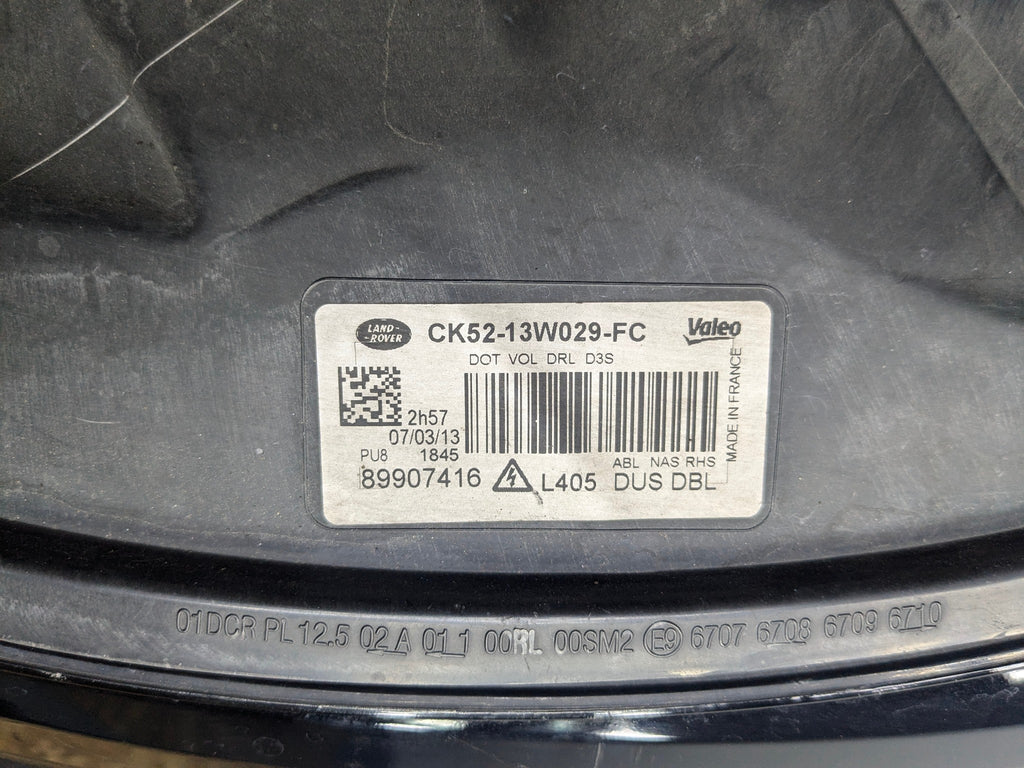 LAND-
-ROVER
CK52-13W029-FC
Valeo
DOT VOL DRL D3S
2h57
07/03/13
PU8 1845
ABL NAS RHS
89907416 L405 DUS DBL
MADE IN FRANCE
01DCR PL 12.5 02 A 01 1 00RL 00SM2 E9 6707 6708 6709 6710